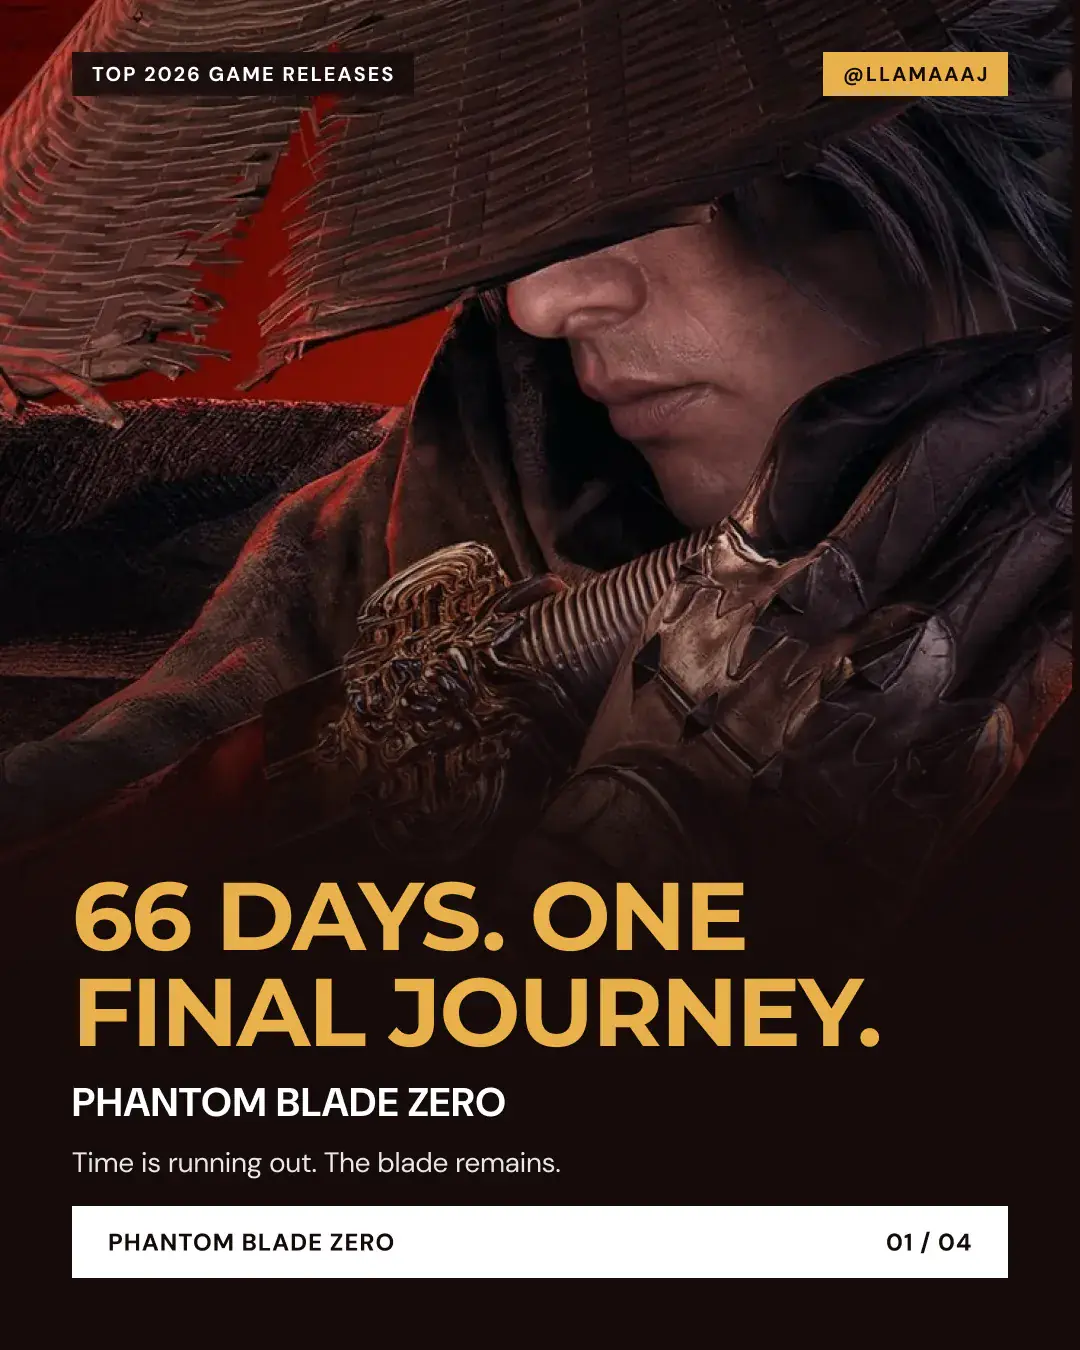 TOP 2026 GAME RELEASES
@LLAMAAAJ
66 DAYS. ONE
FINAL JOURNEY.
PHANTOM BLADE ZERO
Time is running out. The blade remains.
PHANTOM BLADE ZERO
01 / 04